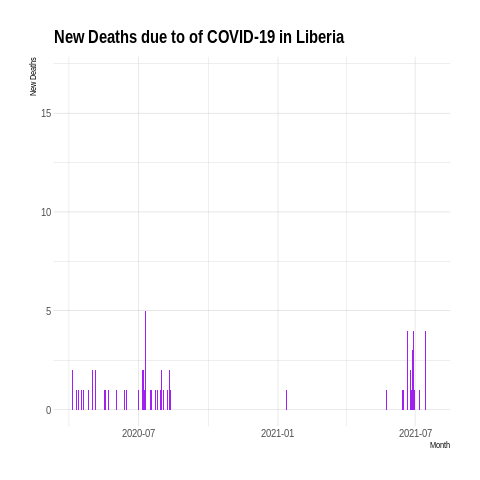 New Deaths due to of COVID-19 in Liberia
New Deaths
15
10
5
0
2020-07
2021-01
2021-07
Month